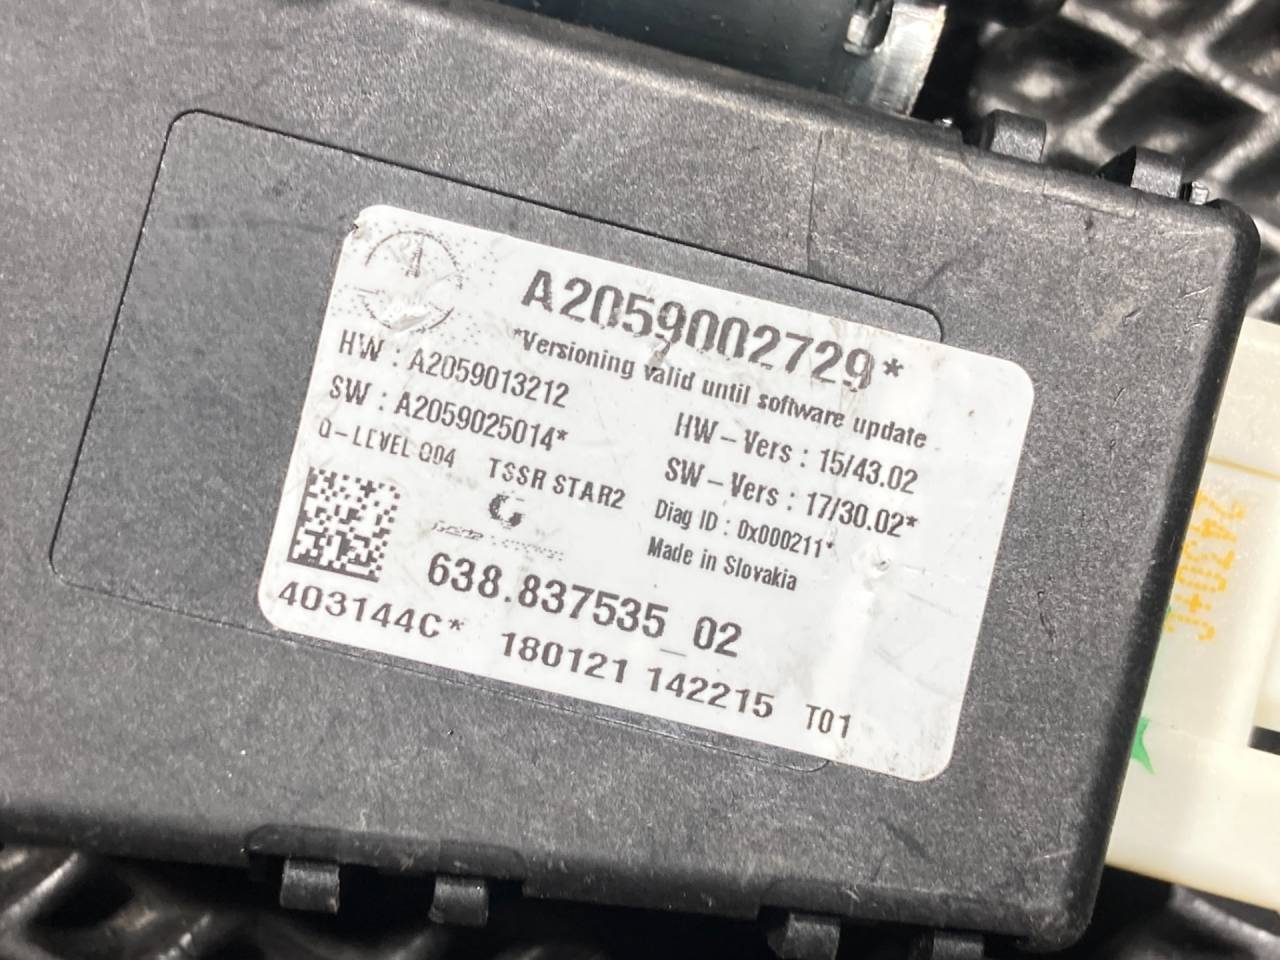 A2059002729*
*Versioning valid until software update
HW : A2059013212
HW-Vers : 15/43.02
SW : A2059025014*
SW-Vers : 17/30.02*
Q-LEVEL Q04 TSSR STAR2
Diag ID : 0x000211*
Made in Slovakia
638.837535_02
403144C* 180121 142215 T01